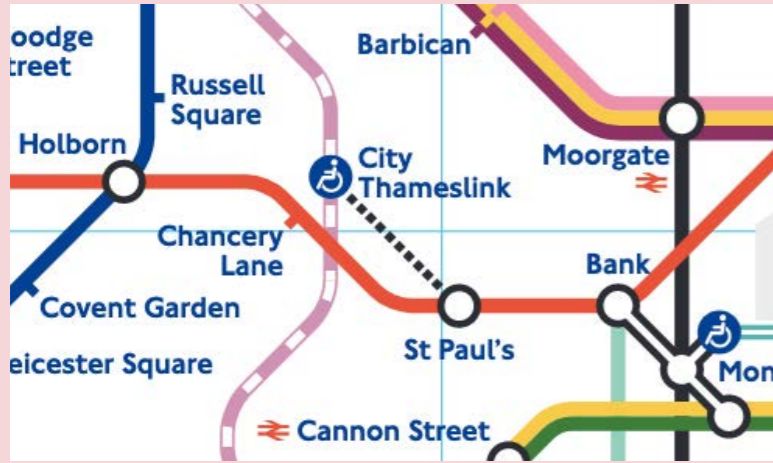 oodge
treet
Barbican
Russell
Square
Holborn
City
Thameslink
Moorgate
Chancery
Lane
Bank
Covent Garden
St Paul's
eicester Square
Mon
Cannon Street